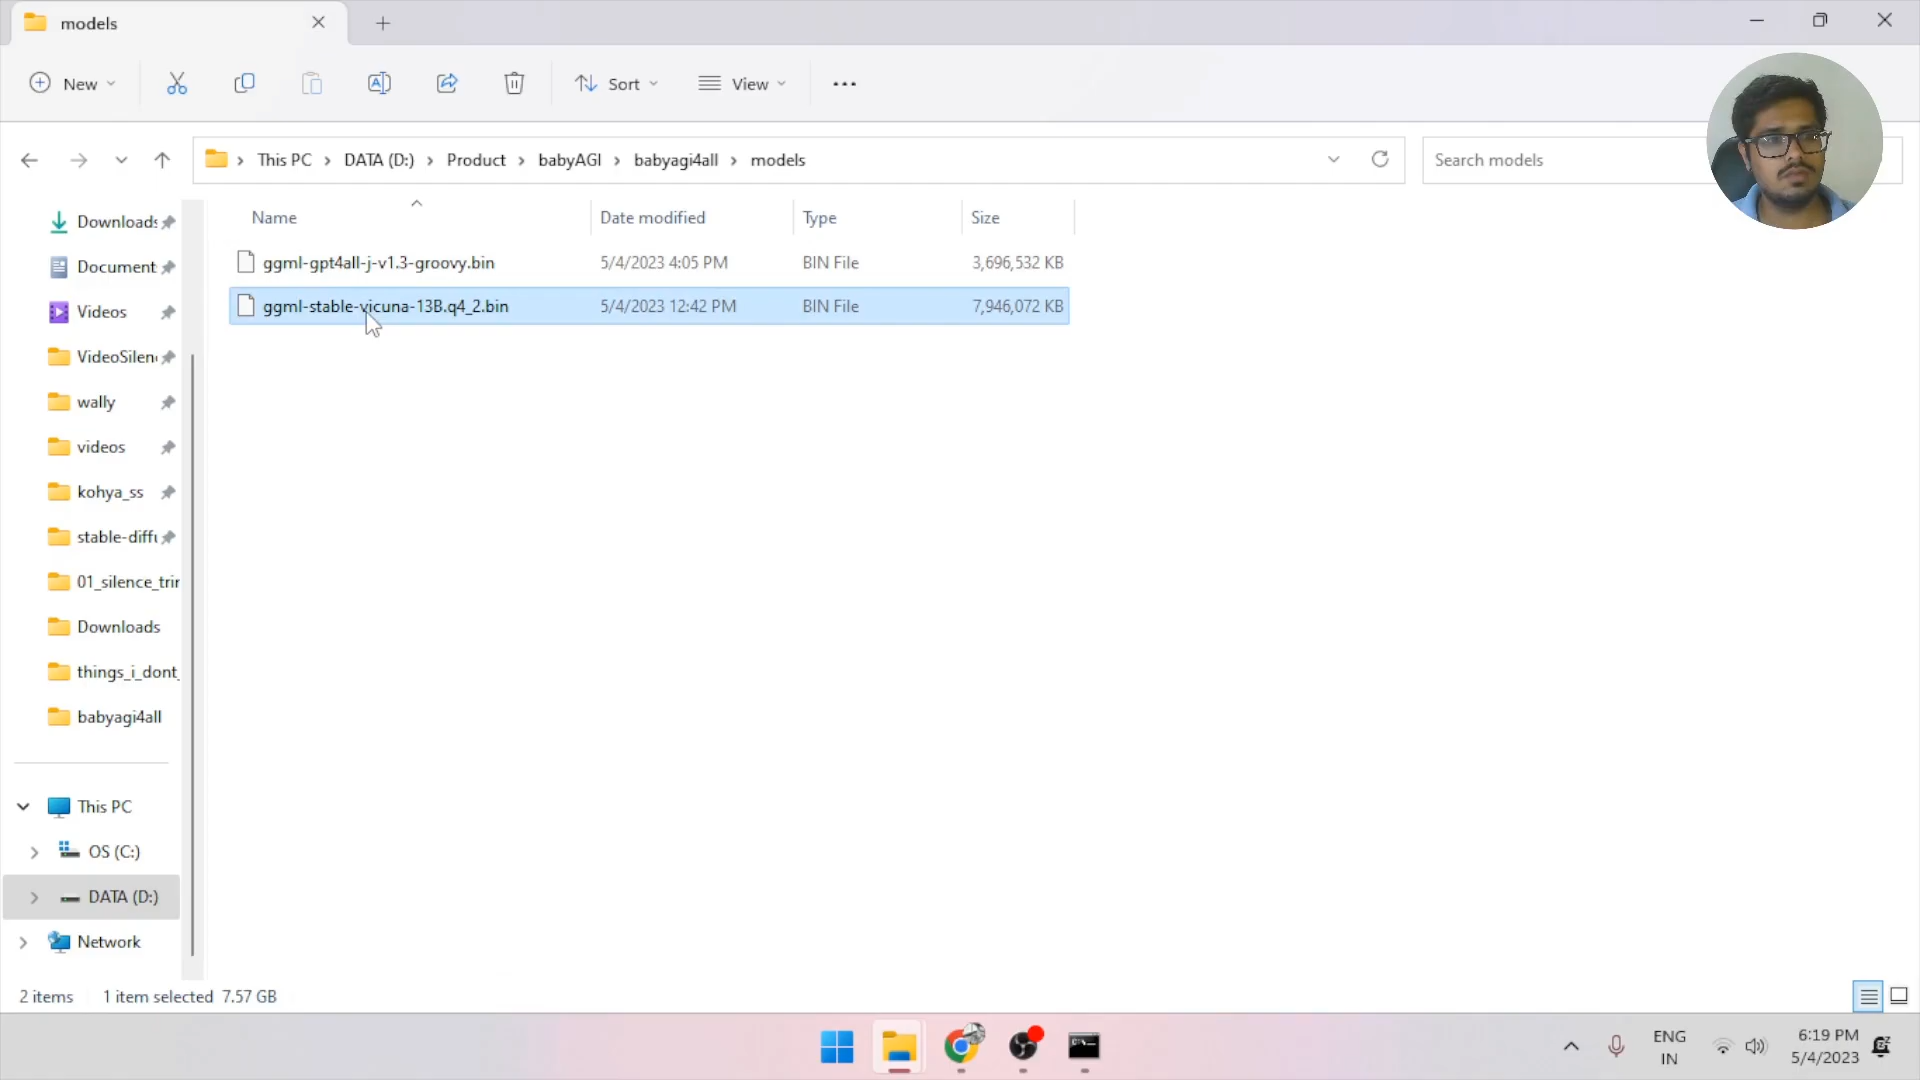 models
New
Sort
View
This PC
DATA (D:)
Product
babyAGI
babyagi4all
models
Search models
Name
Date modified
Type
Size
ggml-gpt4all-j-v1.3-groovy.bin
5/4/2023 4:05 PM
BIN File
3,696,532 KB
ggml-stable-vicuna-13B.q4_2.bin
5/4/2023 12:42 PM
BIN File
7,946,072 KB
Downloads
Document
Videos
VideoSilen
wally
videos
kohya_ss
stable-diffu
01_silence_trir
Downloads
things_i_dont_
babyagi4all
This PC
OS (C:)
DATA (D:)
Network
2 items
1 item selected 7.57 GB
ENG
IN
6:19 PM
5/4/2023